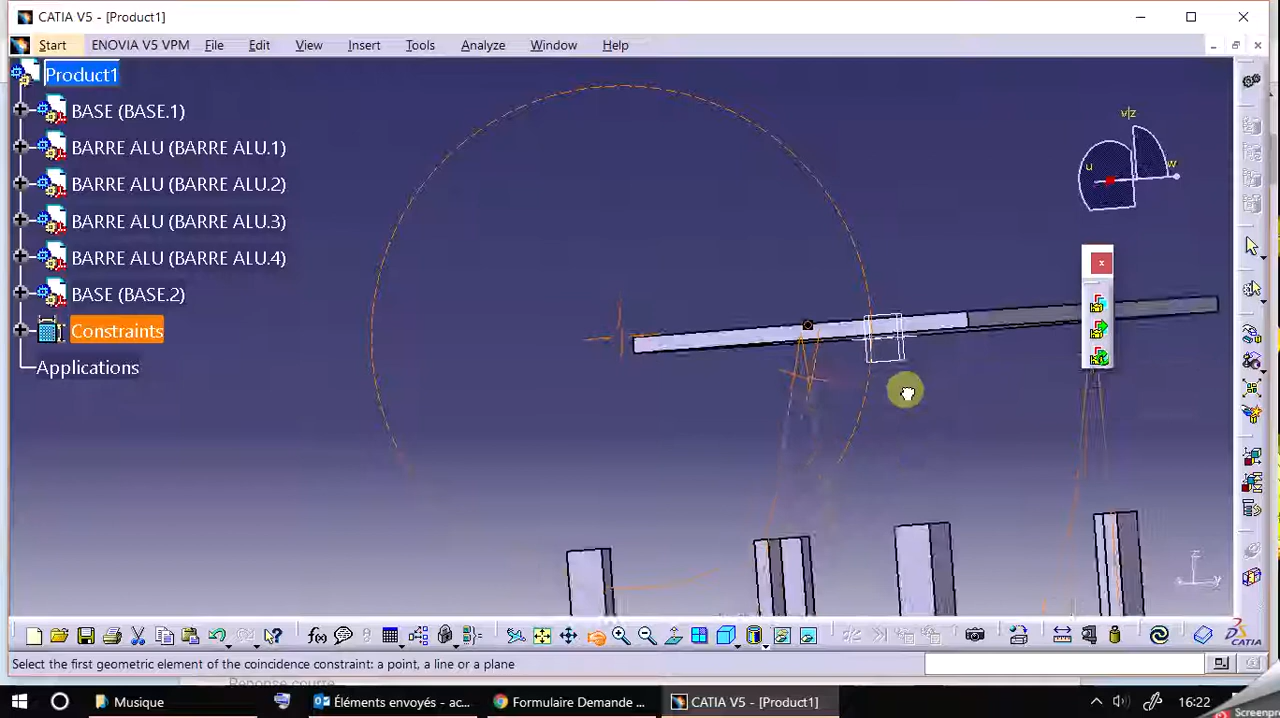 CATIA V5 - [Product1]
Start ENOVIA V5 VPM File Edit View Insert Tools Analyze Window Help
Product1
BASE (BASE.1)
BARRE ALU (BARRE ALU.1)
BARRE ALU (BARRE ALU.2)
BARRE ALU (BARRE ALU.3)
BARRE ALU (BARRE ALU.4)
BASE (BASE.2)
Constraints
Applications
v|z
u
w
x
z
y
f(x)
CATIA
Select the first geometric element of the coincidence constraint: a point, a line or a plane
Reponse courre
Musique
Éléments envoyés - ac...
Formulaire Demande ...
CATIA V5 - [Product1]
16:22